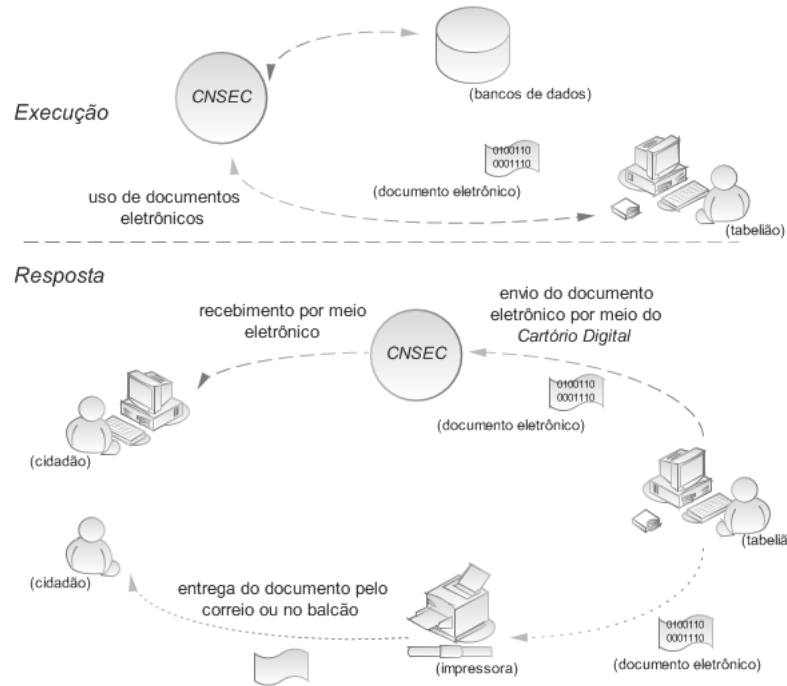 CNSEC
(bancos de dados)
Execução
0100110
0001110
(documento eletrônico)
uso de documentos
eletrônicos
(tabelião)
Resposta
recebimento por meio
eletrônico
CNSEC
envio do documento
eletrônico por meio do
Cartório Digital
0100110
0001110
(documento eletrônico)
(cidadão)
(tabeliã
(cidadão)
entrega do documento pelo
correio ou no balcão
(impressora)
0100110
0001110
(documento eletrônico)